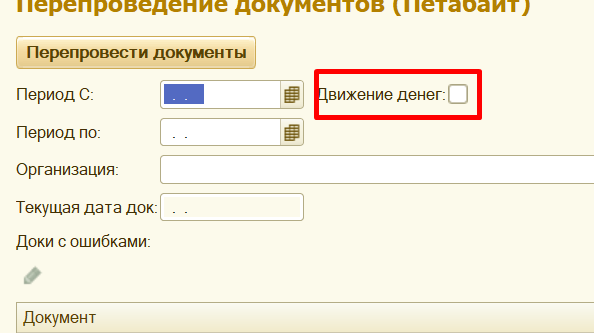 Перепроведение документов (Петабайт)
Перепровести документы
Период С: . . Движение денег:
Период по: . .
Организация:
Текущая дата док: . .
Доки с ошибками:
Документ